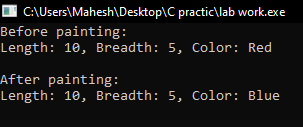 C:\Users\Mahesh\Desktop\C practic\lab work.exe
Before painting:
Length: 10, Breadth: 5, Color: Red
After painting:
Length: 10, Breadth: 5, Color: Blue